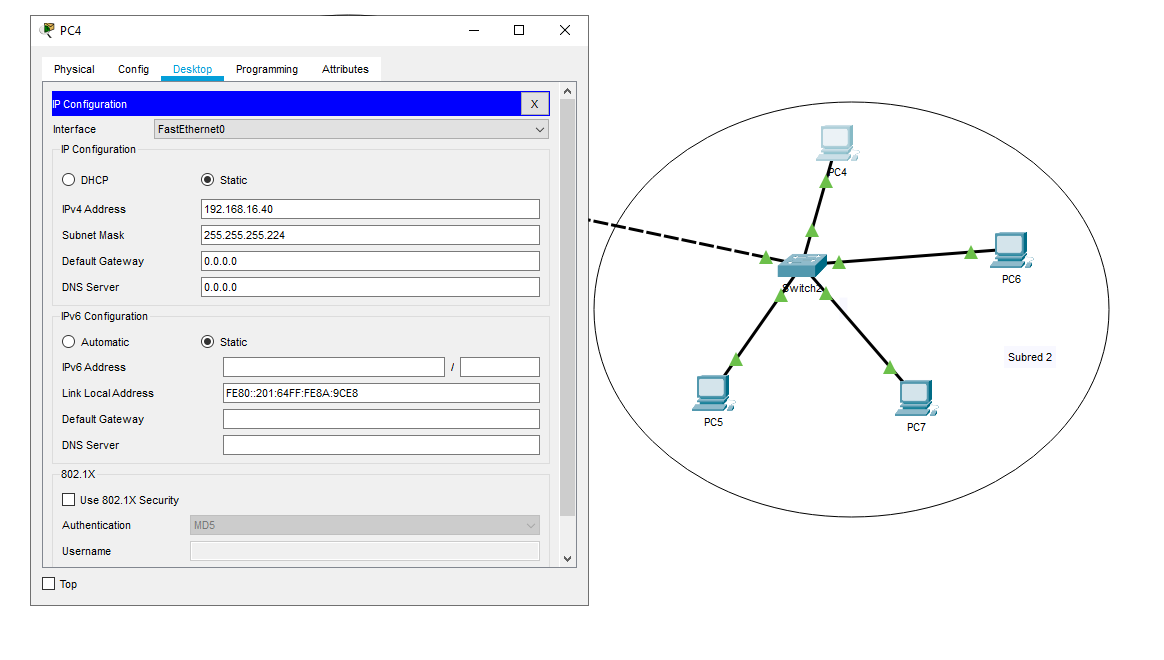 PC4
Physical Config Desktop Programming Attributes
IP Configuration X
Interface FastEthernet0
IP Configuration
DHCP Static
IPv4 Address 192.168.16.40
Subnet Mask 255.255.255.224
Default Gateway 0.0.0.0
DNS Server 0.0.0.0
IPv6 Configuration
Automatic Static
IPv6 Address /
Link Local Address FE80::201:64FF:FE8A:9CE8
Default Gateway
DNS Server
802.1X
Use 802.1X Security
Authentication MD5
Username
Top
PC4
PC6
Switch2
Subred 2
PC5
PC7